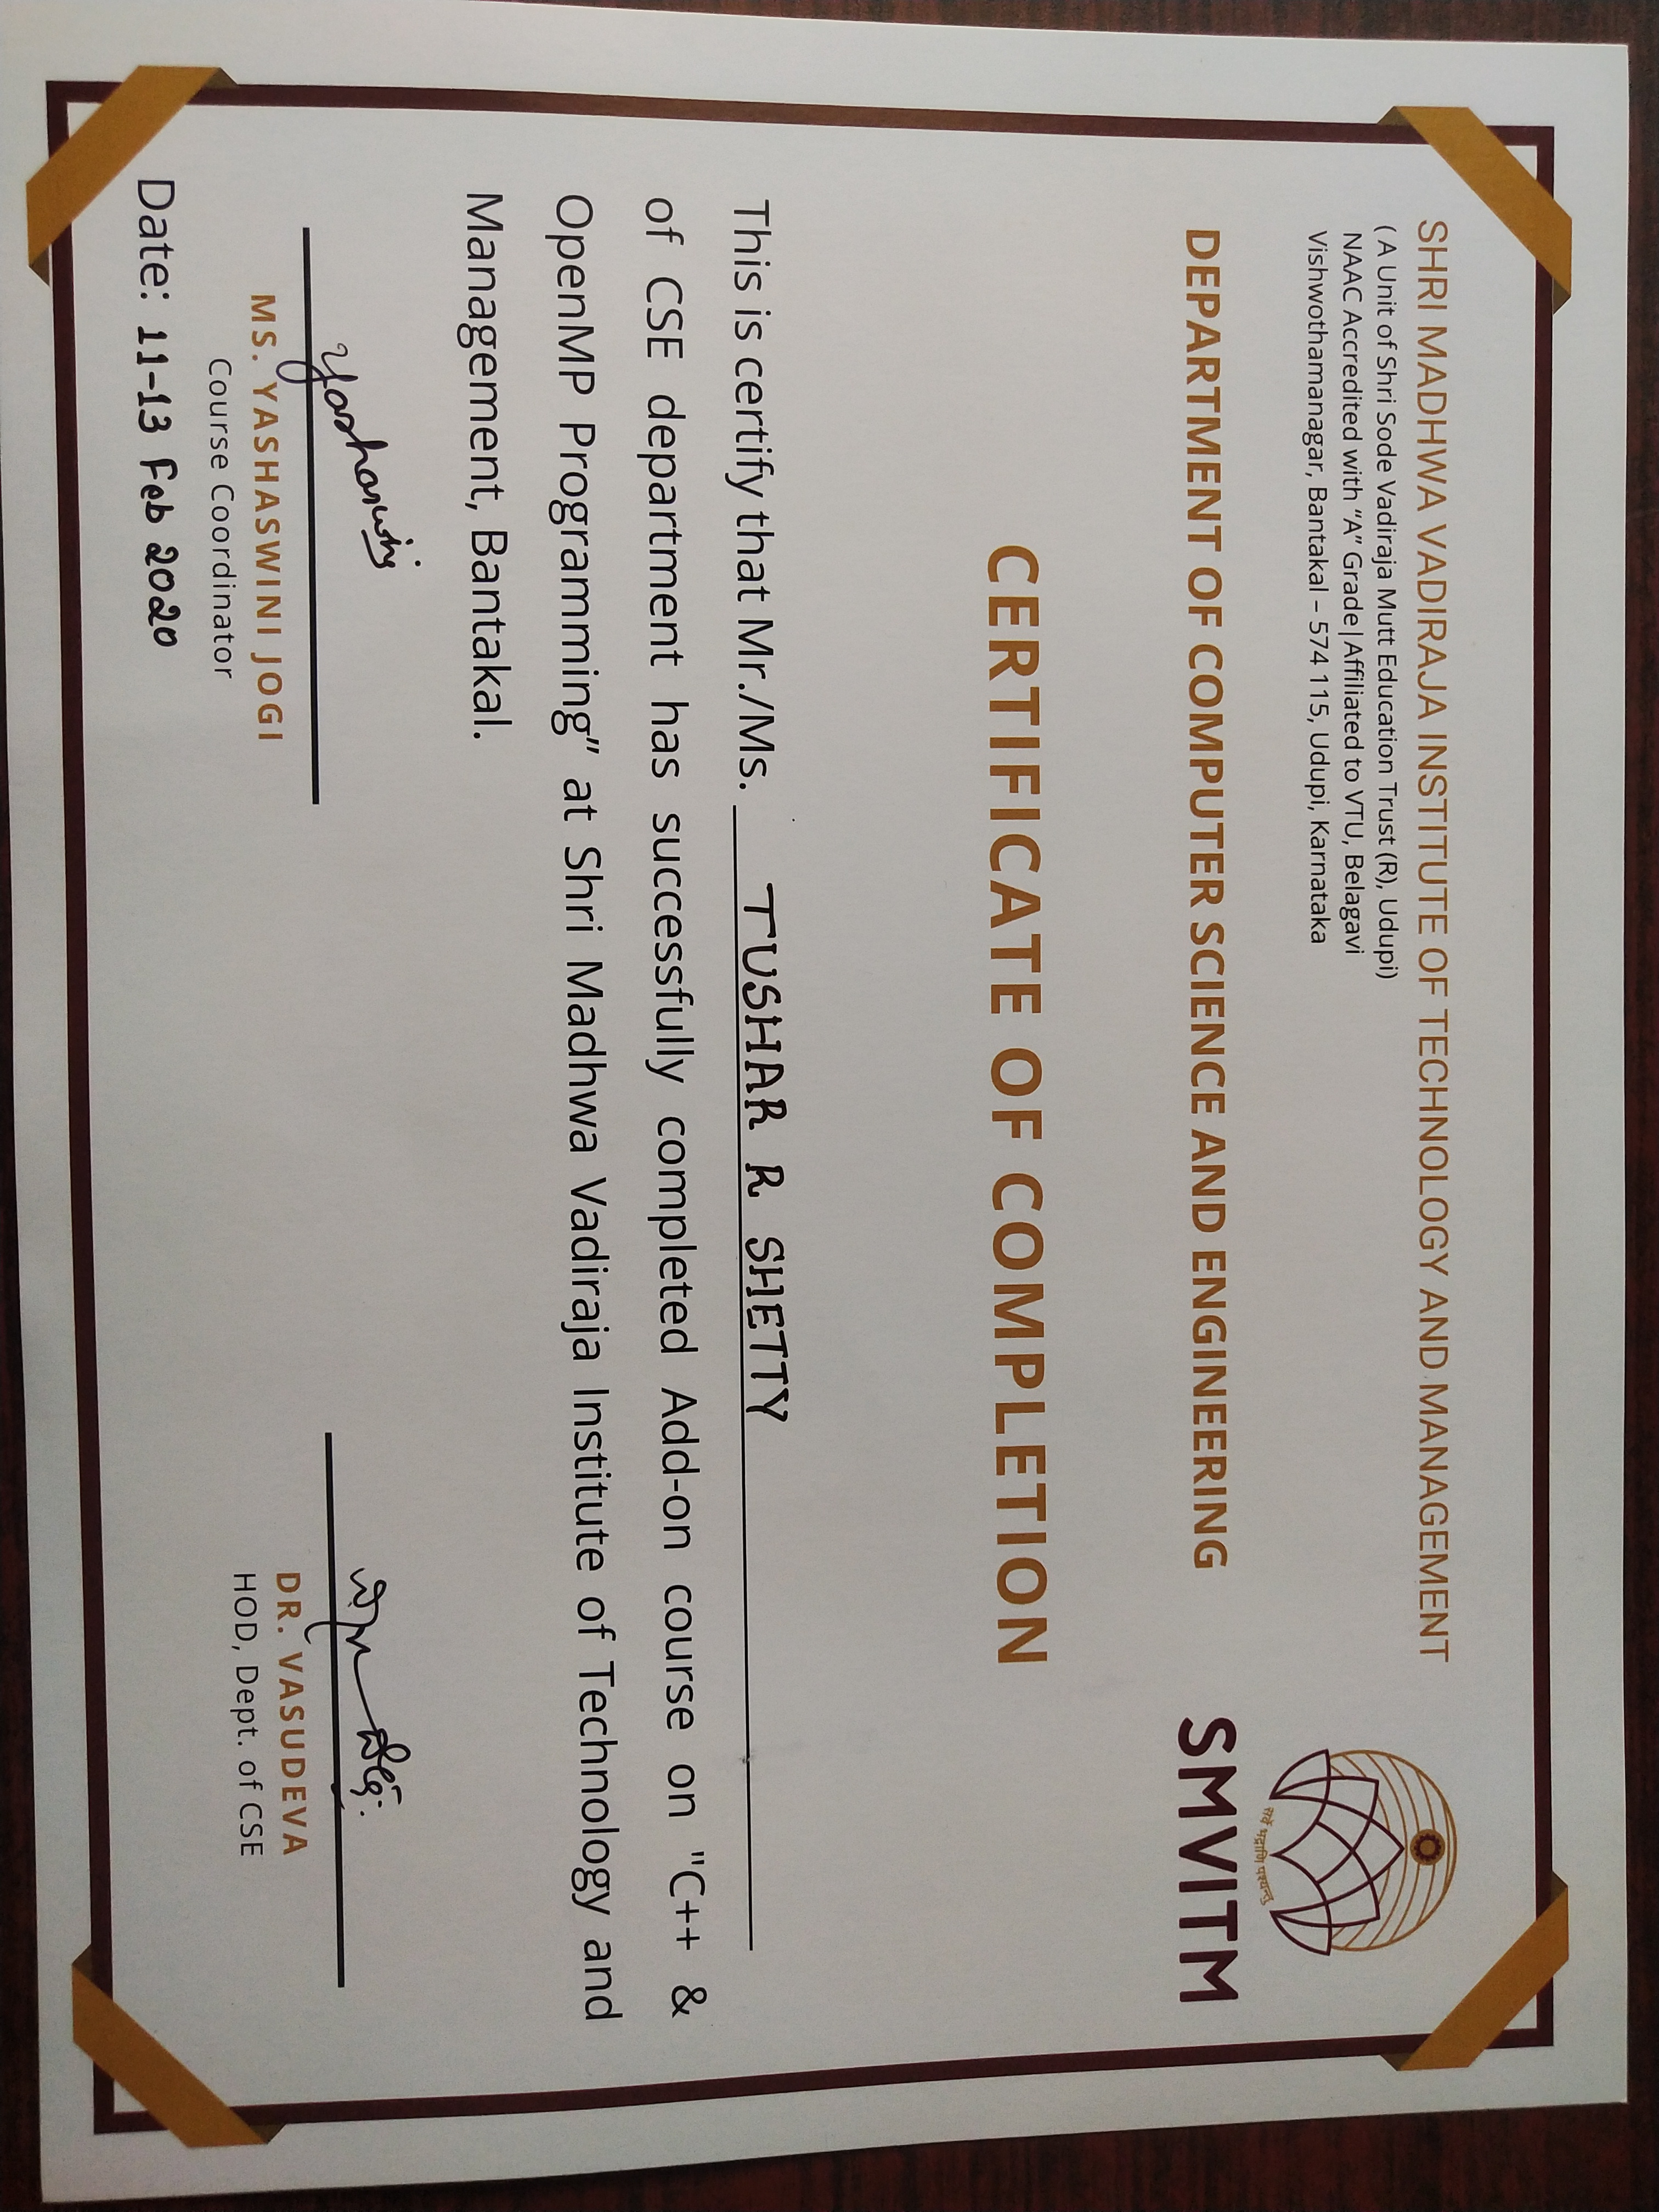 SHRI MADHWA VADIRAJA INSTITUTE OF TECHNOLOGY AND MANAGEMENT
( A Unit of Shri Sode Vadiraja Mutt Education Trust (R), Udupi)
NAAC Accredited with “A” Grade|Affiliated to VTU, Belagavi
Vishwothamanagar, Bantakal – 574 115, Udupi, Karnataka
सर्वे भद्राणि पश्यन्तु
SMVITM
DEPARTMENT OF COMPUTER SCIENCE AND ENGINEERING
CERTIFICATE OF COMPLETION
This is certify that Mr./Ms. TUSHAR R. SHETTY
of CSE department has successfully completed Add-on course on "C++ &
OpenMP Programming" at Shri Madhwa Vadiraja Institute of Technology and
Management, Bantakal.
Yashaswini
MS. YASHASWINI JOGI
Course Coordinator
DR. VASUDEVA
HOD, Dept. of CSE
Date: 11-13 Feb 2020